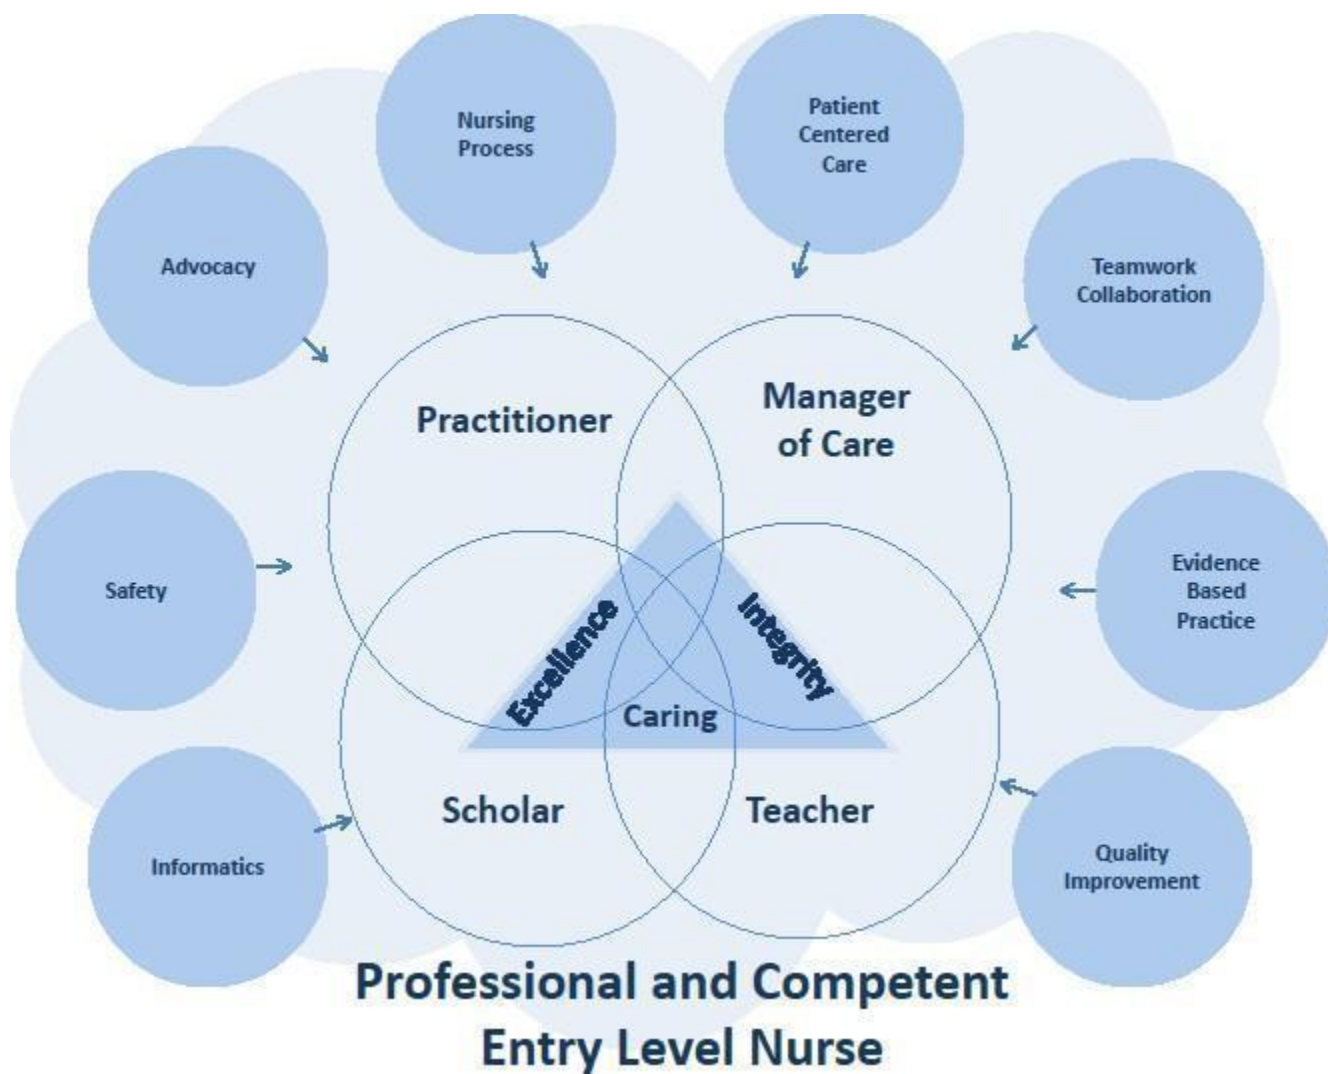 Nursing
Process
Patient
Centered
Care
Advocacy
Teamwork
Collaboration
Practitioner
Manager
of Care
Safety
Evidence
Based
Practice
Excellence
Integrity
Caring
Scholar
Teacher
Informatics
Quality
Improvement
Professional and Competent
Entry Level Nurse